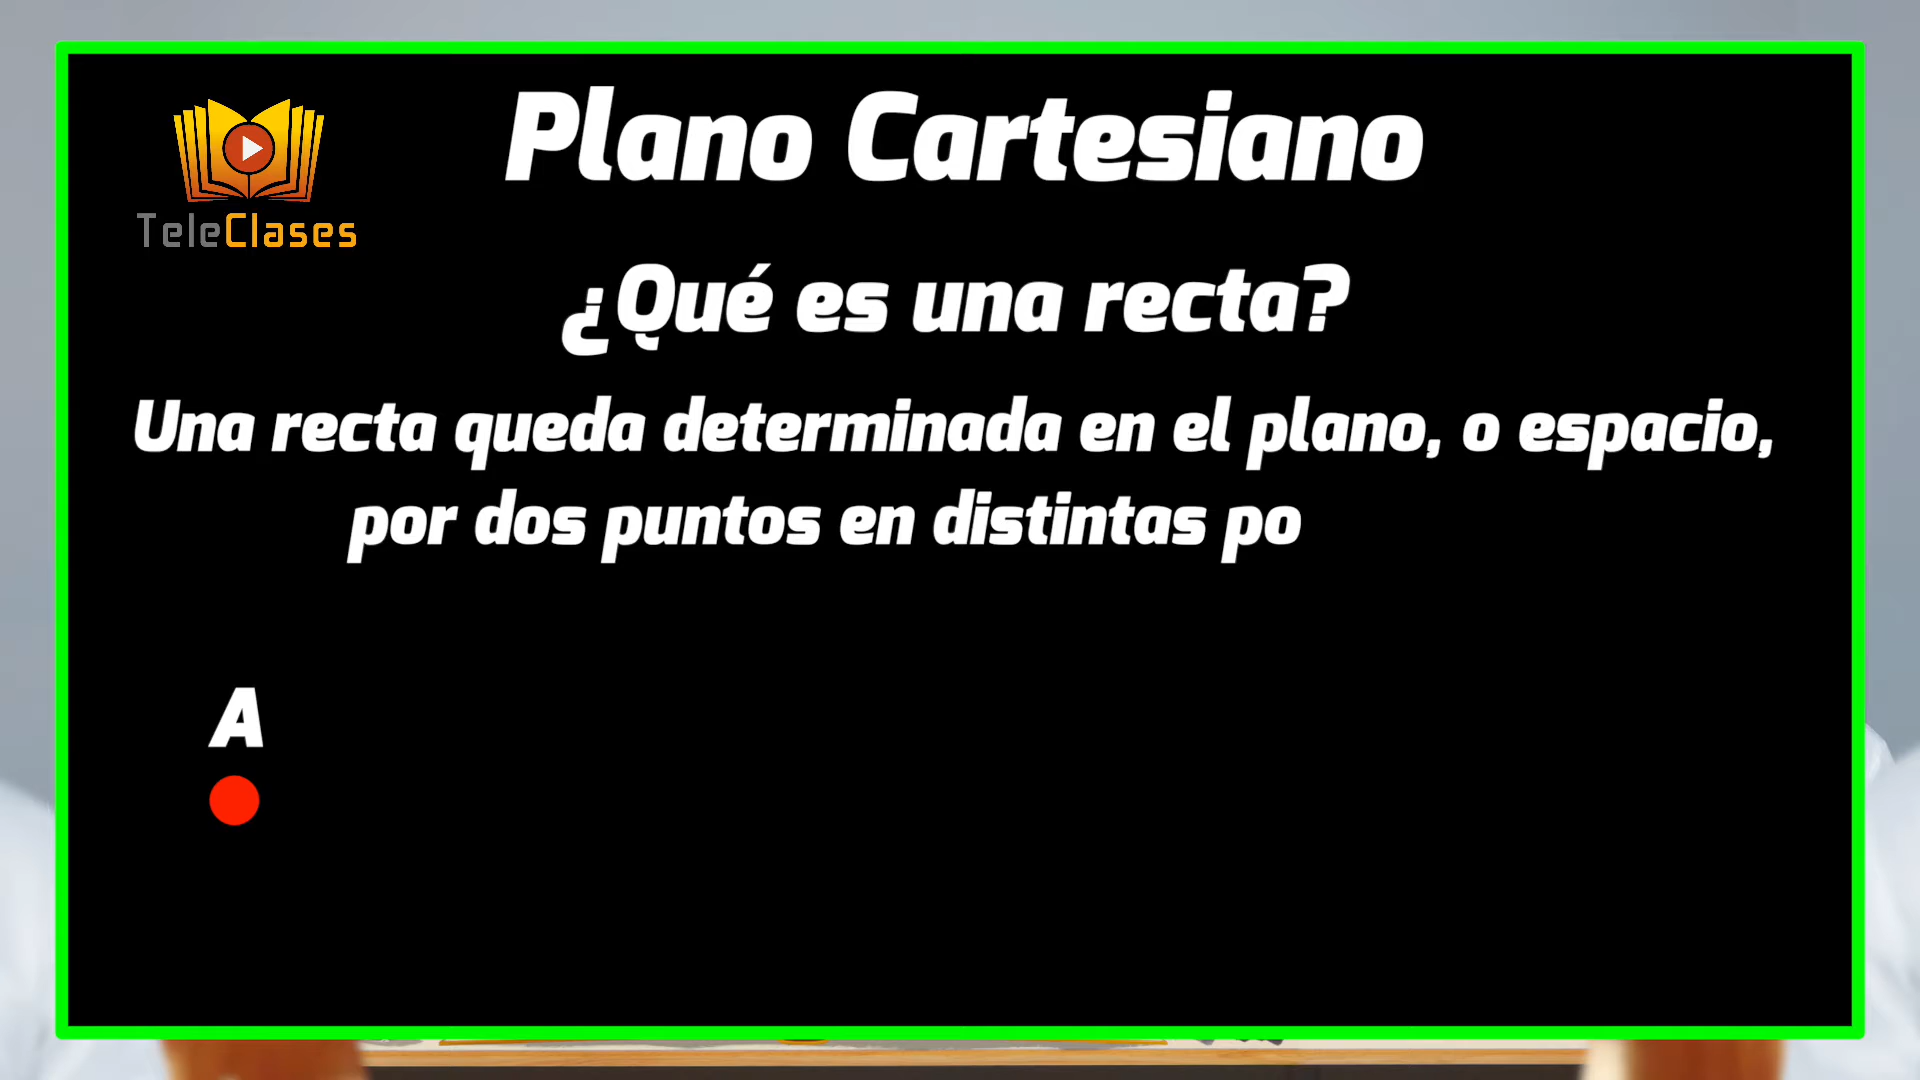 Plano Cartesiano
TeleClases
¿Qué es una recta?
Una recta queda determinada en el plano, o espacio,
por dos puntos en distintas po
A